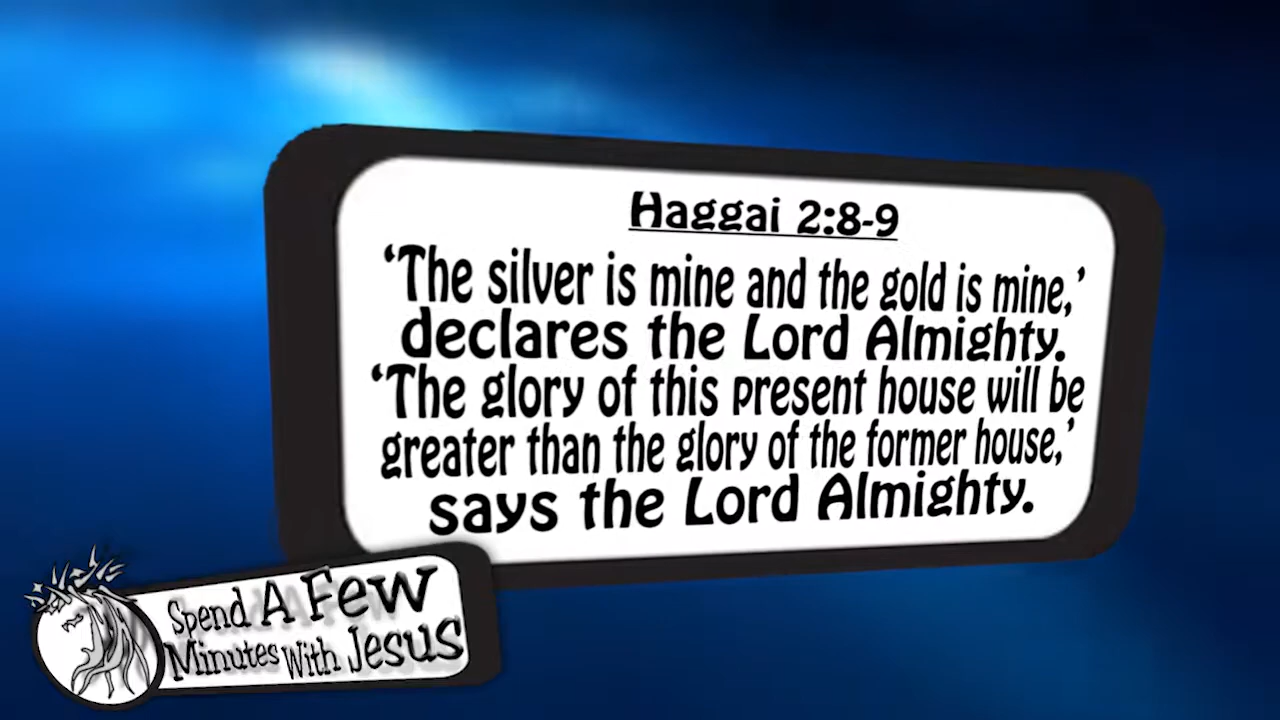 Haggai 2:8-9
‘The silver is mine and the gold is mine,’
declares the Lord Almighty.
‘The glory of this present house will be
greater than the glory of the former house,’
says the Lord Almighty.
Spend A Few
Minutes With Jesus